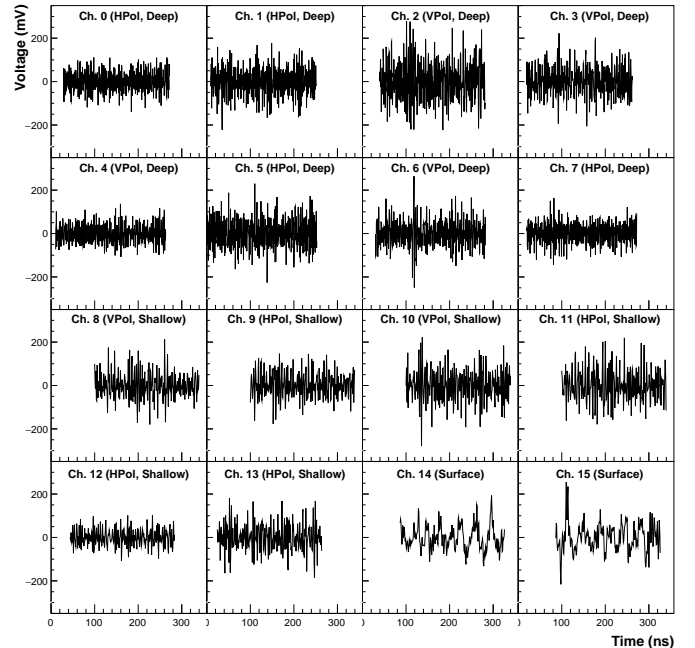 Voltage (mV)
Ch. 0 (HPol, Deep) Ch. 1 (HPol, Deep) Ch. 2 (VPol, Deep) Ch. 3 (VPol, Deep)
200
0
−200
Ch. 4 (VPol, Deep) Ch. 5 (HPol, Deep) Ch. 6 (VPol, Deep) Ch. 7 (HPol, Deep)
200
0
−200
Ch. 8 (VPol, Shallow) Ch. 9 (HPol, Shallow) Ch. 10 (VPol, Shallow) Ch. 11 (HPol, Shallow)
200
0
−200
Ch. 12 (HPol, Shallow) Ch. 13 (HPol, Shallow) Ch. 14 (Surface) Ch. 15 (Surface)
200
0
−200
0 100 200 300 0 100 200 300 0 100 200 300 0 100 200 300
Time (ns)